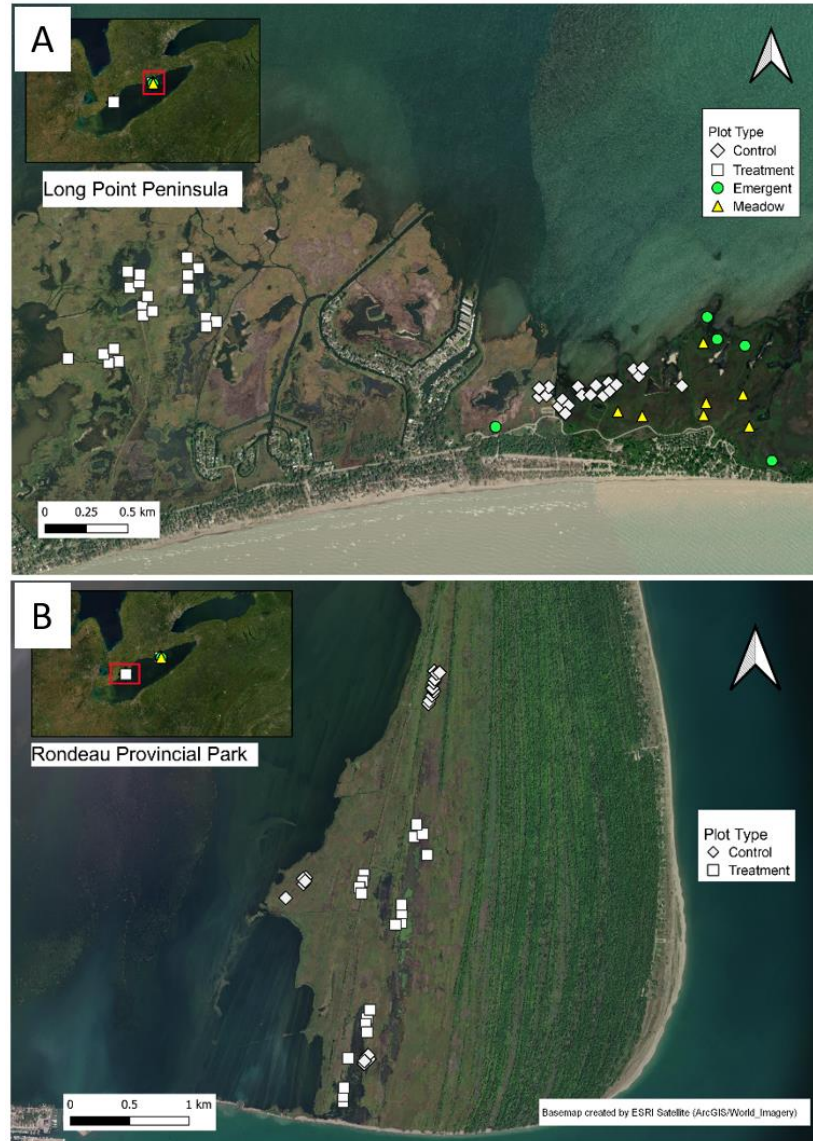 A
Long Point Peninsula
Plot Type
Control
Treatment
Emergent
Meadow
0 0.25 0.5 km
B
Rondeau Provincial Park
Plot Type
Control
Treatment
0 0.5 1 km
Basemap created by ESRI Satellite (ArcGIS/World_Imagery)